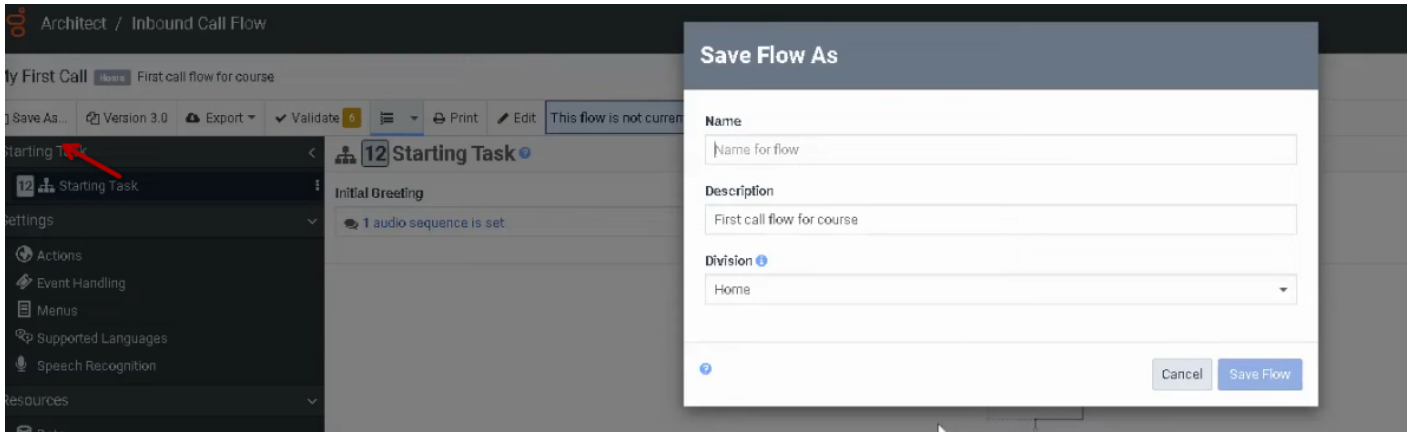 Architect / Inbound Call Flow
My First Call Home First call flow for course
Save As... Version 3.0 Export Validate 6 Print Edit This flow is not curren
Starting Task
12 Starting Task
Settings
Actions
Event Handling
Menus
Supported Languages
Speech Recognition
Resources
12 Starting Task
Initial Greeting
1 audio sequence is set
Save Flow As
Name
Name for flow
Description
First call flow for course
Division
Home
Cancel Save Flow